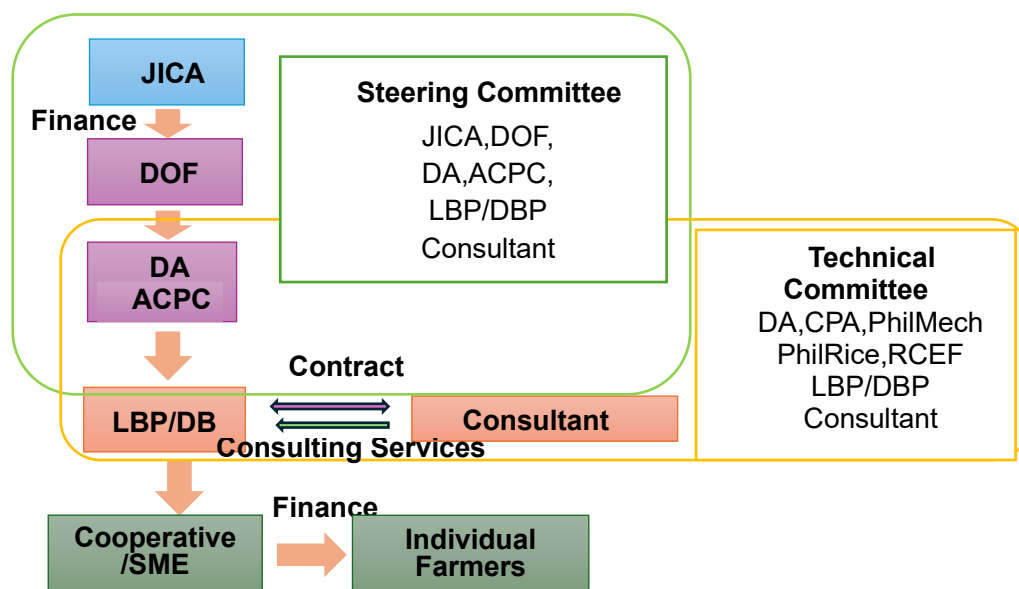 JICA
Finance
DOF
DA
ACPC
LBP/DB
Contract
Consulting Services
Consultant
Finance
Cooperative
/SME
Individual
Farmers
Steering Committee
JICA,DOF,
DA,ACPC,
LBP/DBP
Consultant
Technical
Committee
DA,CPA,PhilMech
PhilRice,RCEF
LBP/DBP
Consultant